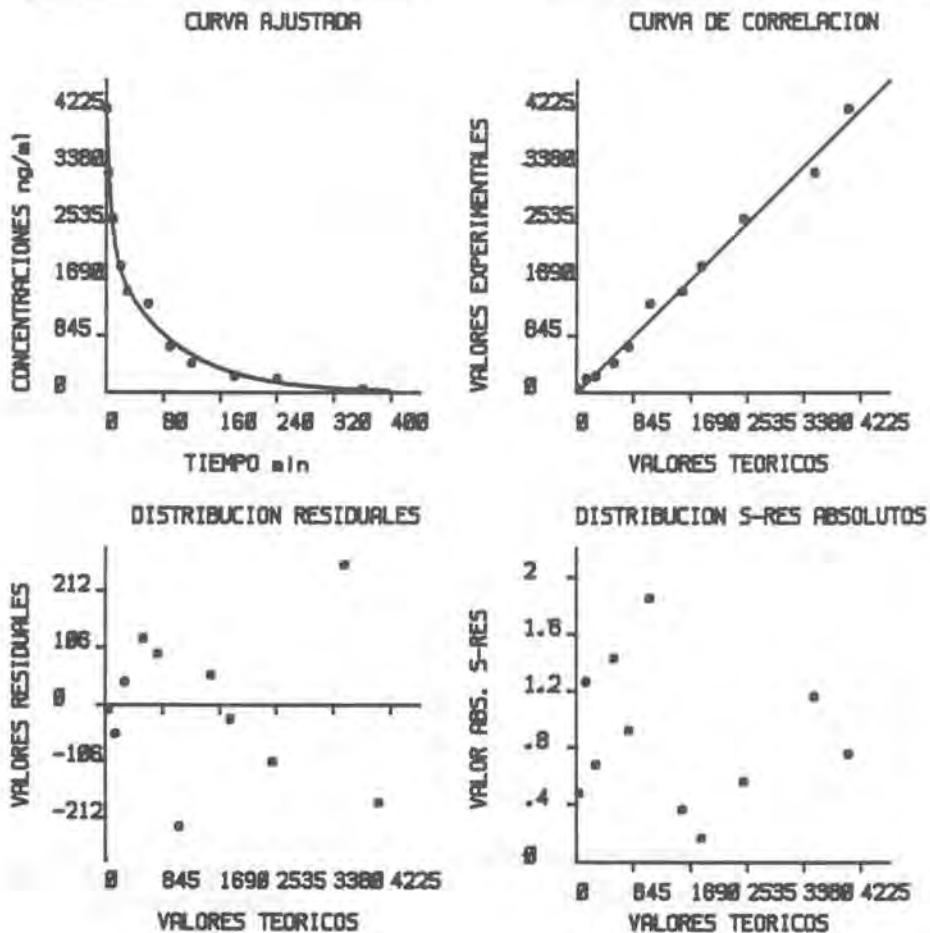 CURVA AJUSTADA
CONCENTRACIONES ng/ml
4225
3380
2535
1690
845
0
0 80 160 240 320 400
TIEMPO min
CURVA DE CORRELACION
VALORES EXPERIMENTALES
4225
3380
2535
1690
845
0
0 845 1690 2535 3380 4225
VALORES TEORICOS
DISTRIBUCION RESIDUALES
VALORES RESIDUALES
212
106
0
-106
-212
0 845 1690 2535 3380 4225
VALORES TEORICOS
DISTRIBUCION S-RES ABSOLUTOS
VALOR ABS. S-RES
2
1.6
1.2
.8
.4
0
0 845 1690 2535 3380 4225
VALORES TEORICOS